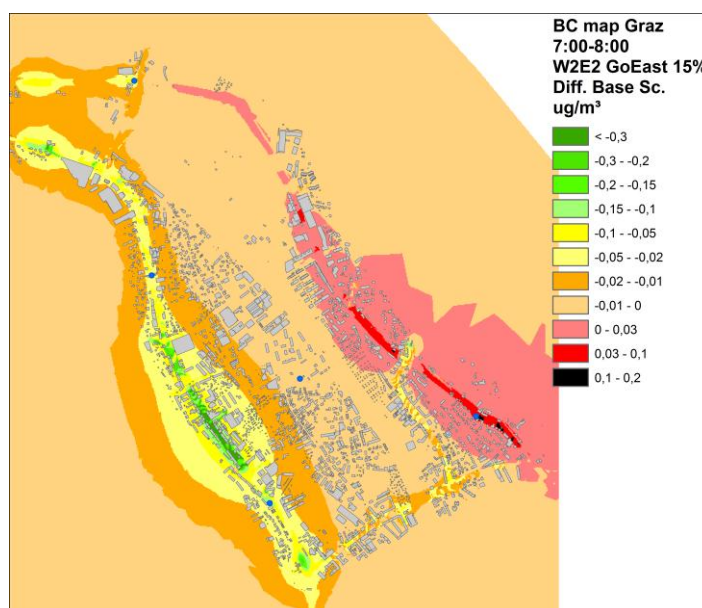 BC map Graz
7:00-8:00
W2E2 GoEast 15%
Diff. Base Sc.
ug/m³
< -0,3
-0,3 - -0,2
-0,2 - -0,15
-0,15 - -0,1
-0,1 - -0,05
-0,05 - -0,02
-0,02 - -0,01
-0,01 - 0
0 - 0,03
0,03 - 0,1
0,1 - 0,2